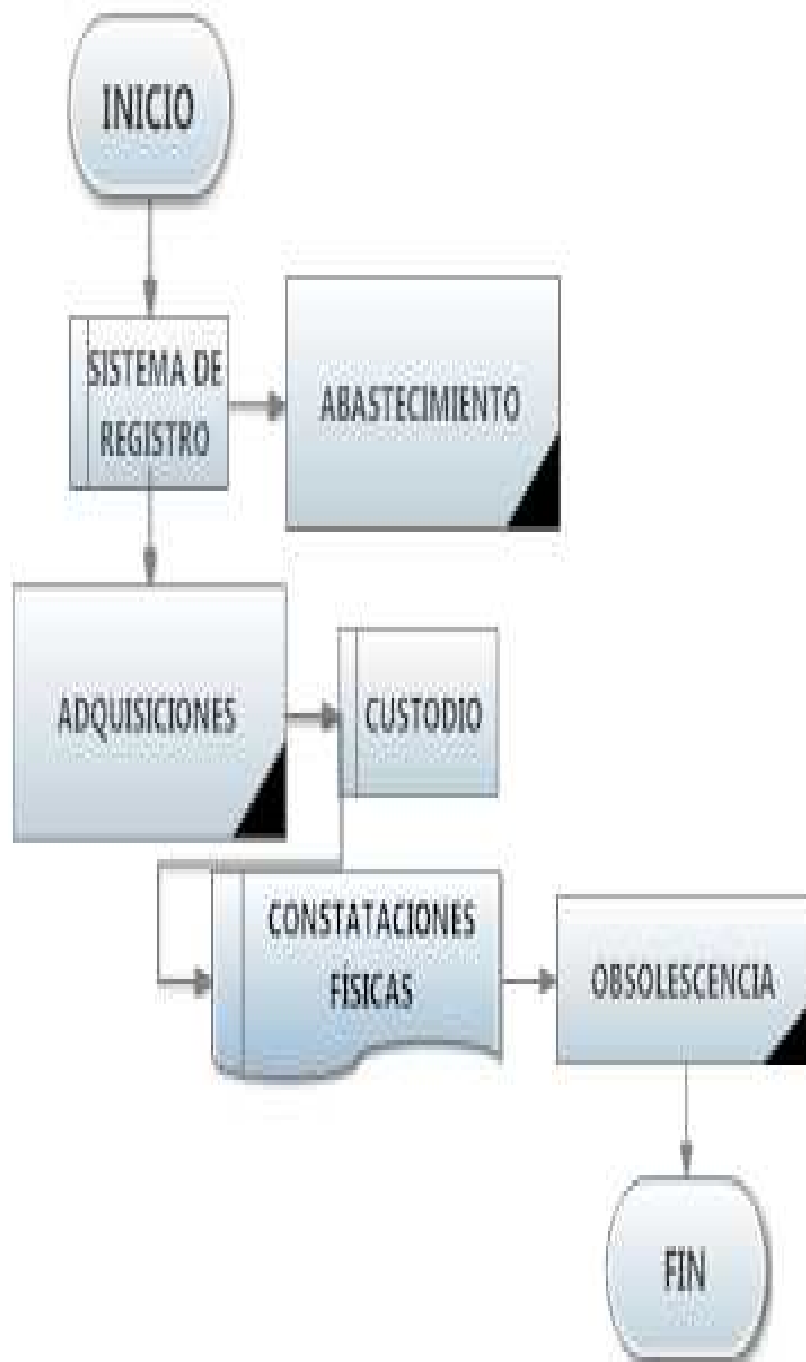 INICIO
SISTEMA DE
REGISTRO
ABASTECIMIENTO
ADQUISICIONES
CUSTODIO
CONSTATACIONES
FÍSICAS
OBSOLESCENCIA
FIN